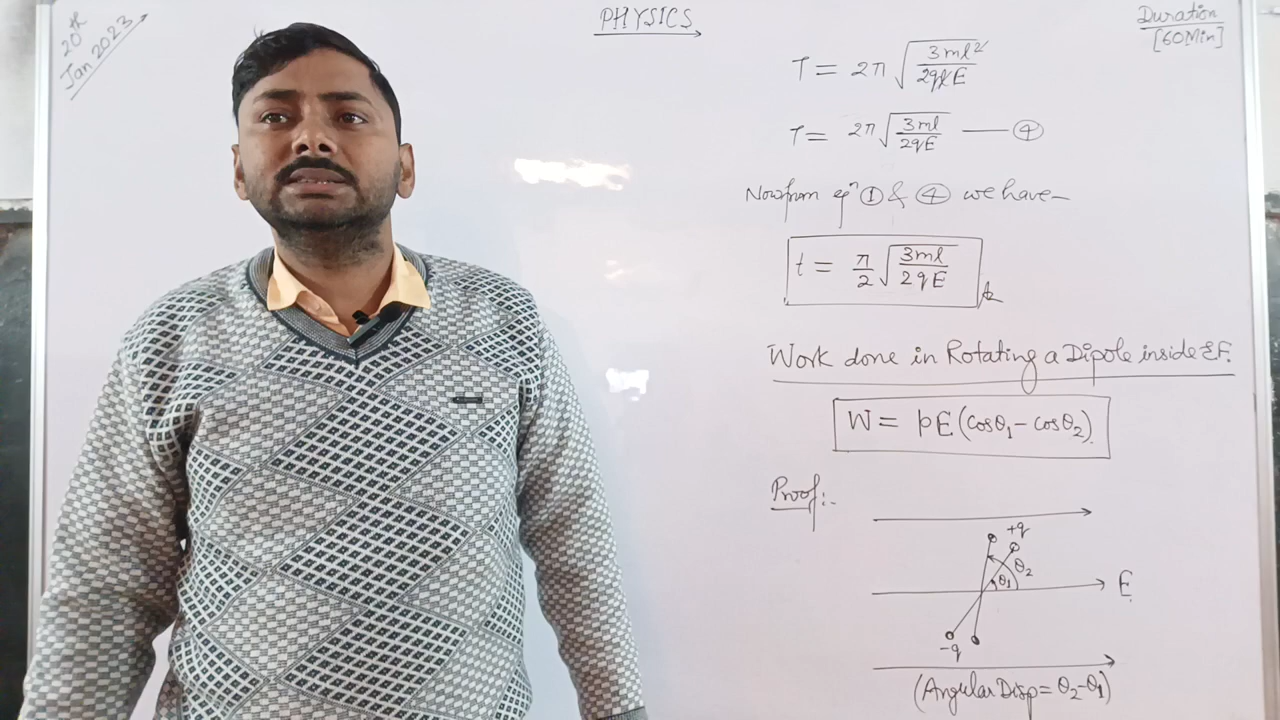 20th
Jan 2023
PHYSICS
Duration
[60Min]
T = 2π√(3ml²/2qlE)
T = 2π√(3ml/2qE) — ④
Now from eqⁿ ① & ④ we have–
t = π/2 √(3ml/2qE)
Work done in Rotating a Dipole inside E.F.
W = pE(cosθ₁ – cosθ₂)
Proof:-
+q
θ₂
θ₁
E
-q
(Angular Disp = θ₂-θ₁)